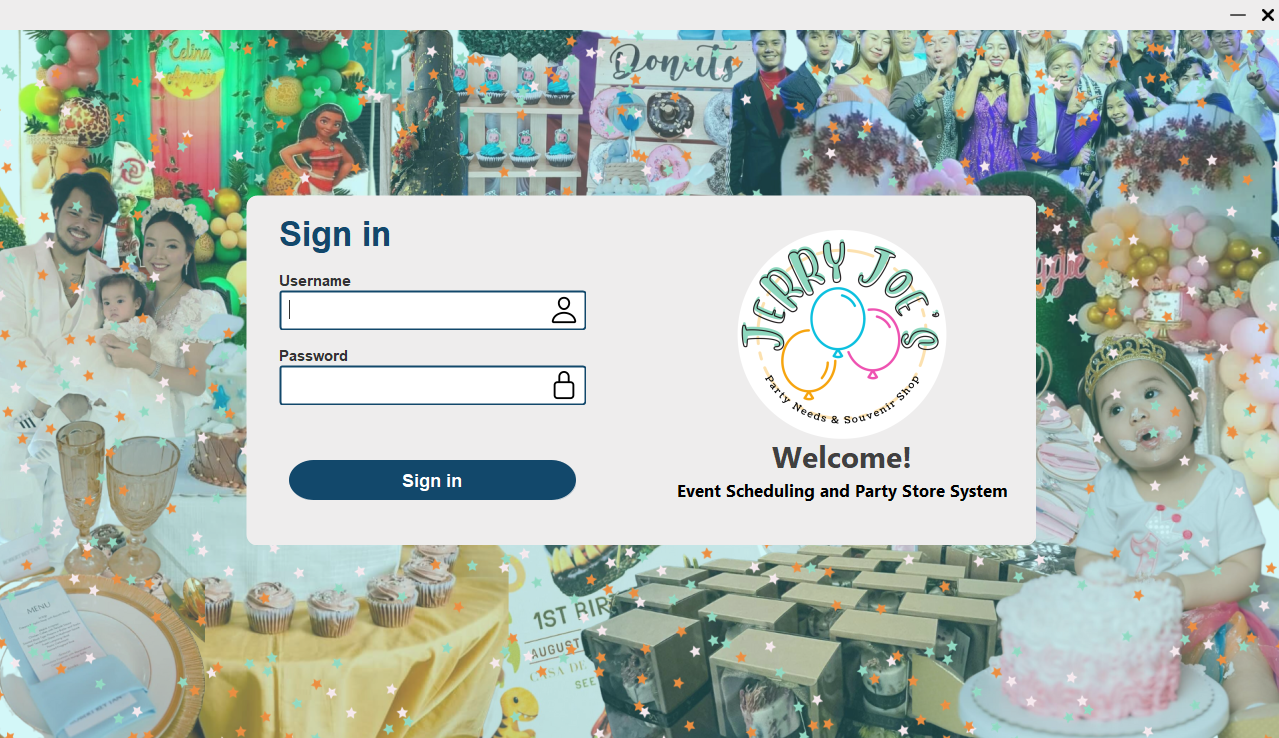 Celina
Donuts
Sign in
Username
Password
Sign in
JERRY JOE'S
Party Needs & Souvenir Shop
Welcome!
Event Scheduling and Party Store System
MENU
1ST BIR
AUGUST
CASA DE
SEE